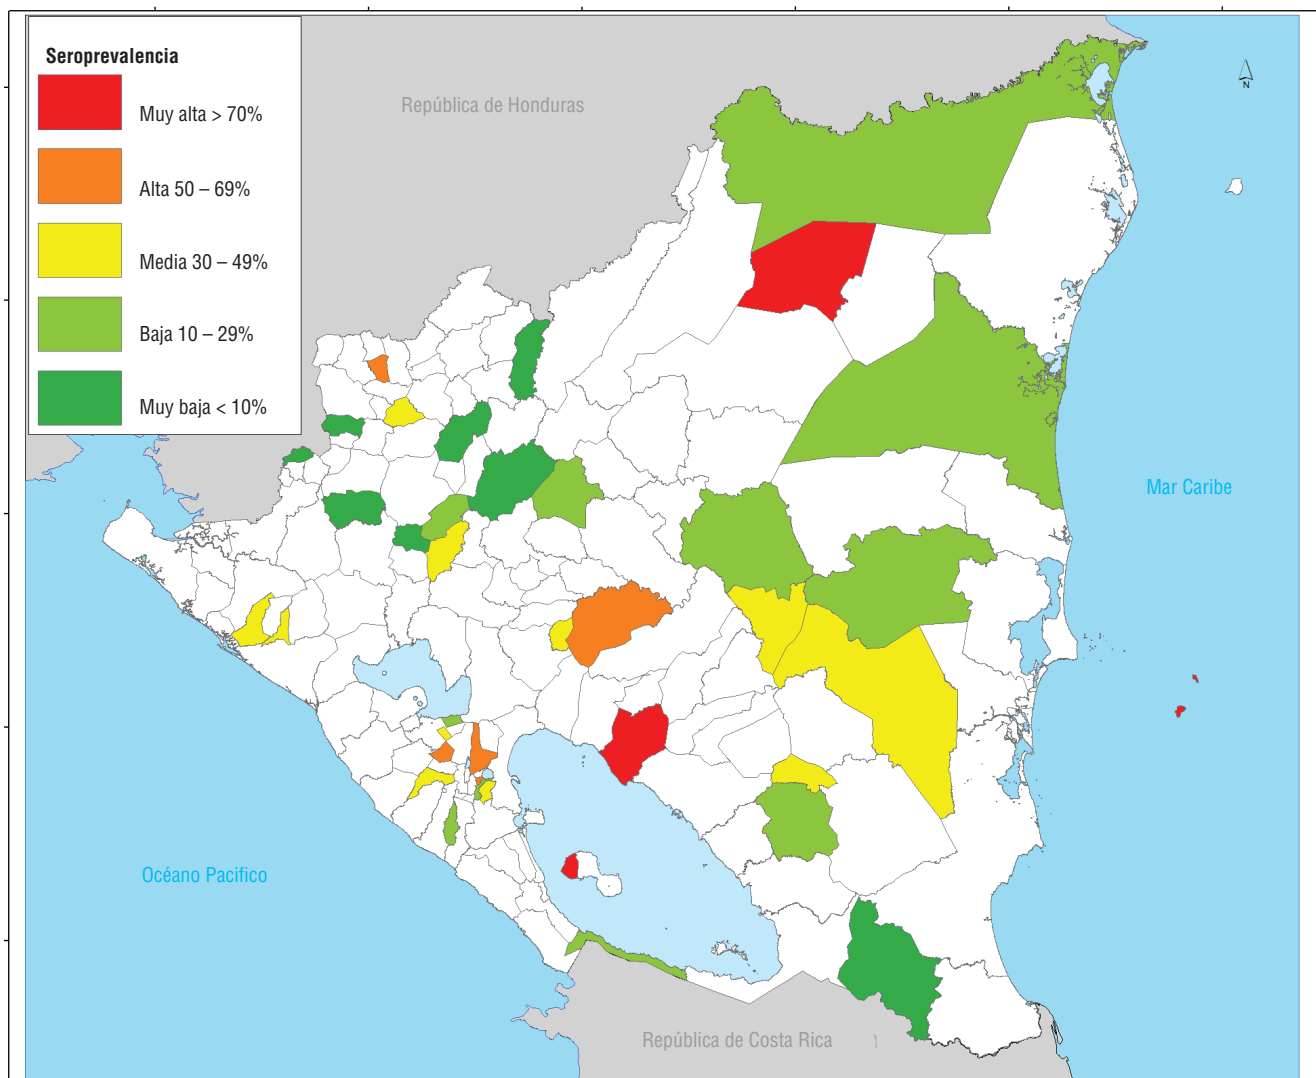 Seroprevalencia
Muy alta > 70%
Alta 50 – 69%
Media 30 – 49%
Baja 10 – 29%
Muy baja < 10%
República de Honduras
N
Mar Caribe
Océano Pacifico
República de Costa Rica